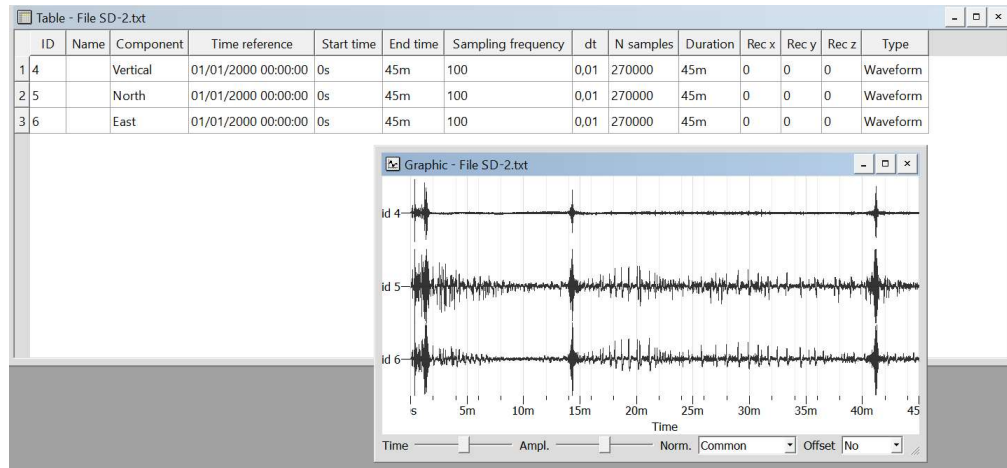 Table - File SD-2.txt
ID Name Component Time reference Start time End time Sampling frequency dt N samples Duration Rec x Rec y Rec z Type
1 4 Vertical 01/01/2000 00:00:00 0s 45m 100 0,01 270000 45m 0 0 0 Waveform
2 5 North 01/01/2000 00:00:00 0s 45m 100 0,01 270000 45m 0 0 0 Waveform
3 6 East 01/01/2000 00:00:00 0s 45m 100 0,01 270000 45m 0 0 0 Waveform
Graphic - File SD-2.txt
id 4
id 5
id 6
s 5m 10m 15m 20m 25m 30m 35m 40m 45
Time
Time Ampl. Norm. Common Offset No